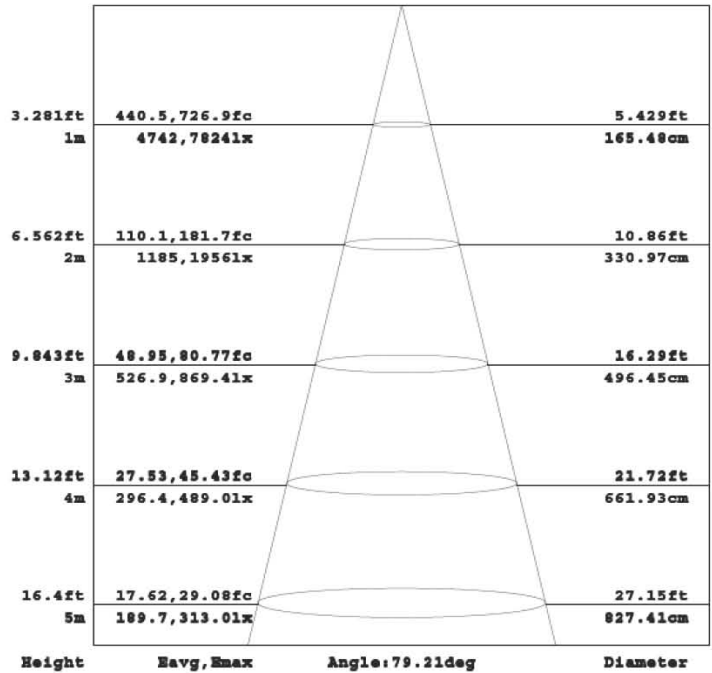 3.281ft 440.5,726.9fc 5.429ft
1m 4742,7824lx 165.48cm
6.562ft 110.1,181.7fc 10.86ft
2m 1185,1956lx 330.97cm
9.843ft 48.95,80.77fc 16.29ft
3m 526.9,869.4lx 496.45cm
13.12ft 27.53,45.43fc 21.72ft
4m 296.4,489.0lx 661.93cm
16.4ft 17.62,29.08fc 27.15ft
5m 189.7,313.0lx 827.41cm
Height Eavg,Emax Angle:79.21deg Diameter